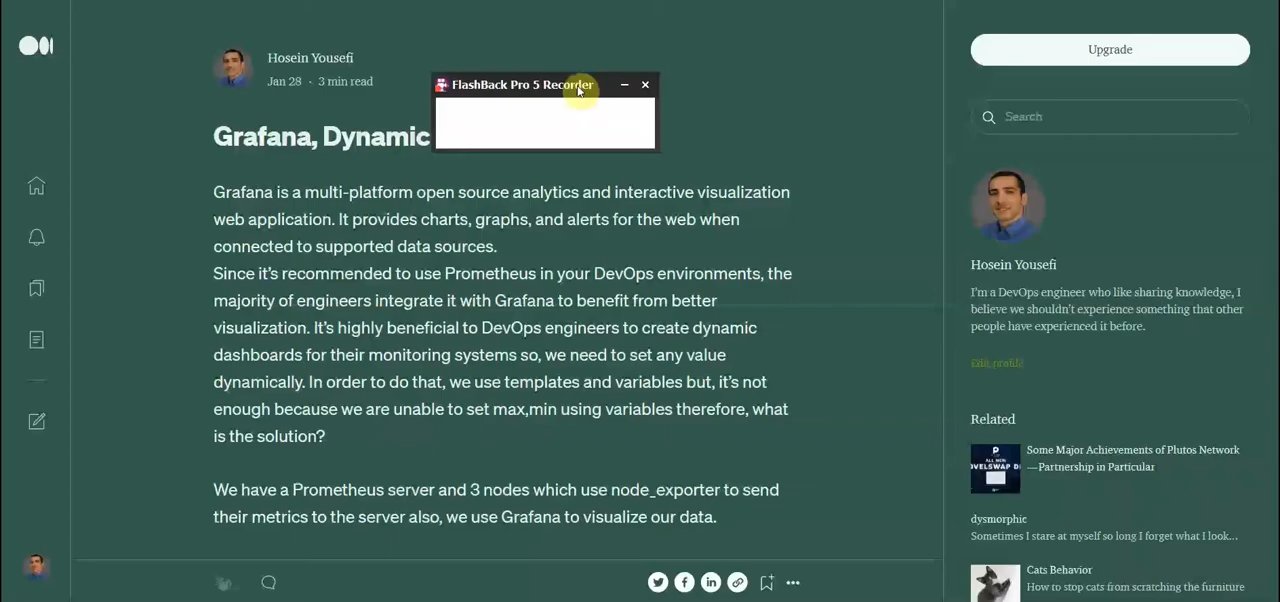 Hosein Yousefi
Jan 28 · 3 min read
FlashBack Pro 5 Recorder
Grafana, Dynamic
Grafana is a multi-platform open source analytics and interactive visualization
web application. It provides charts, graphs, and alerts for the web when
connected to supported data sources.
Since it's recommended to use Prometheus in your DevOps environments, the
majority of engineers integrate it with Grafana to benefit from better
visualization. It's highly beneficial to DevOps engineers to create dynamic
dashboards for their monitoring systems so, we need to set any value
dynamically. In order to do that, we use templates and variables but, it's not
enough because we are unable to set max,min using variables therefore, what
is the solution?
We have a Prometheus server and 3 nodes which use node_exporter to send
their metrics to the server also, we use Grafana to visualize our data.
Upgrade
Search
Hosein Yousefi
I'm a DevOps engineer who like sharing knowledge, I
believe we shouldn't experience something that other
people have experienced it before.
Edit profile
Related
Some Major Achievements of Plutos Network
—Partnership in Particular
dysmorphic
Sometimes I stare at myself so long I forget what I look...
Cats Behavior
How to stop cats from scratching the furniture